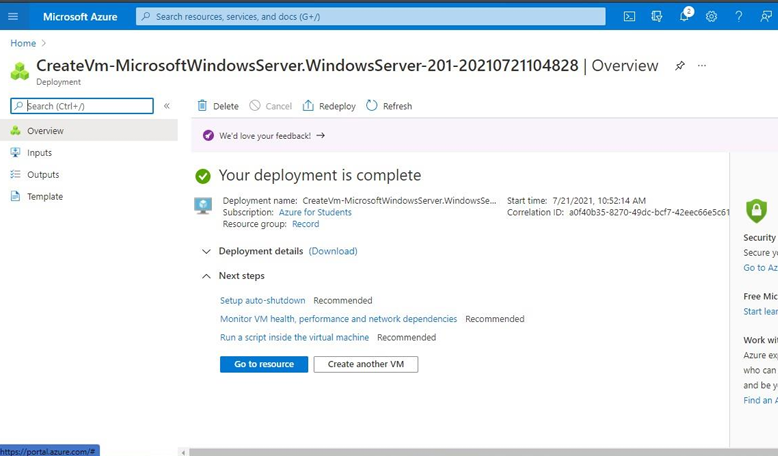 Microsoft Azure
Search resources, services, and docs (G+/)
2
Home
CreateVm-MicrosoftWindowsServer.WindowsServer-201-20210721104828 | Overview
Deployment
Search (Ctrl+/)
Overview
Inputs
Outputs
Template
Delete Cancel Redeploy Refresh
We'd love your feedback! →
Your deployment is complete
Deployment name: CreateVm-MicrosoftWindowsServer.WindowsSe...
Subscription: Azure for Students
Resource group: Record
Start time: 7/21/2021, 10:52:14 AM
Correlation ID: a0f40b35-8270-49dc-bcf7-42eec66e5c61
Deployment details (Download)
Next steps
Setup auto-shutdown Recommended
Monitor VM health, performance and network dependencies Recommended
Run a script inside the virtual machine Recommended
Go to resource Create another VM
Security
Secure yo
Go to Az
Free Mic
Start lear
Work wit
Azure exp
who can
and be y
Find an A
https://portal.azure.com/#